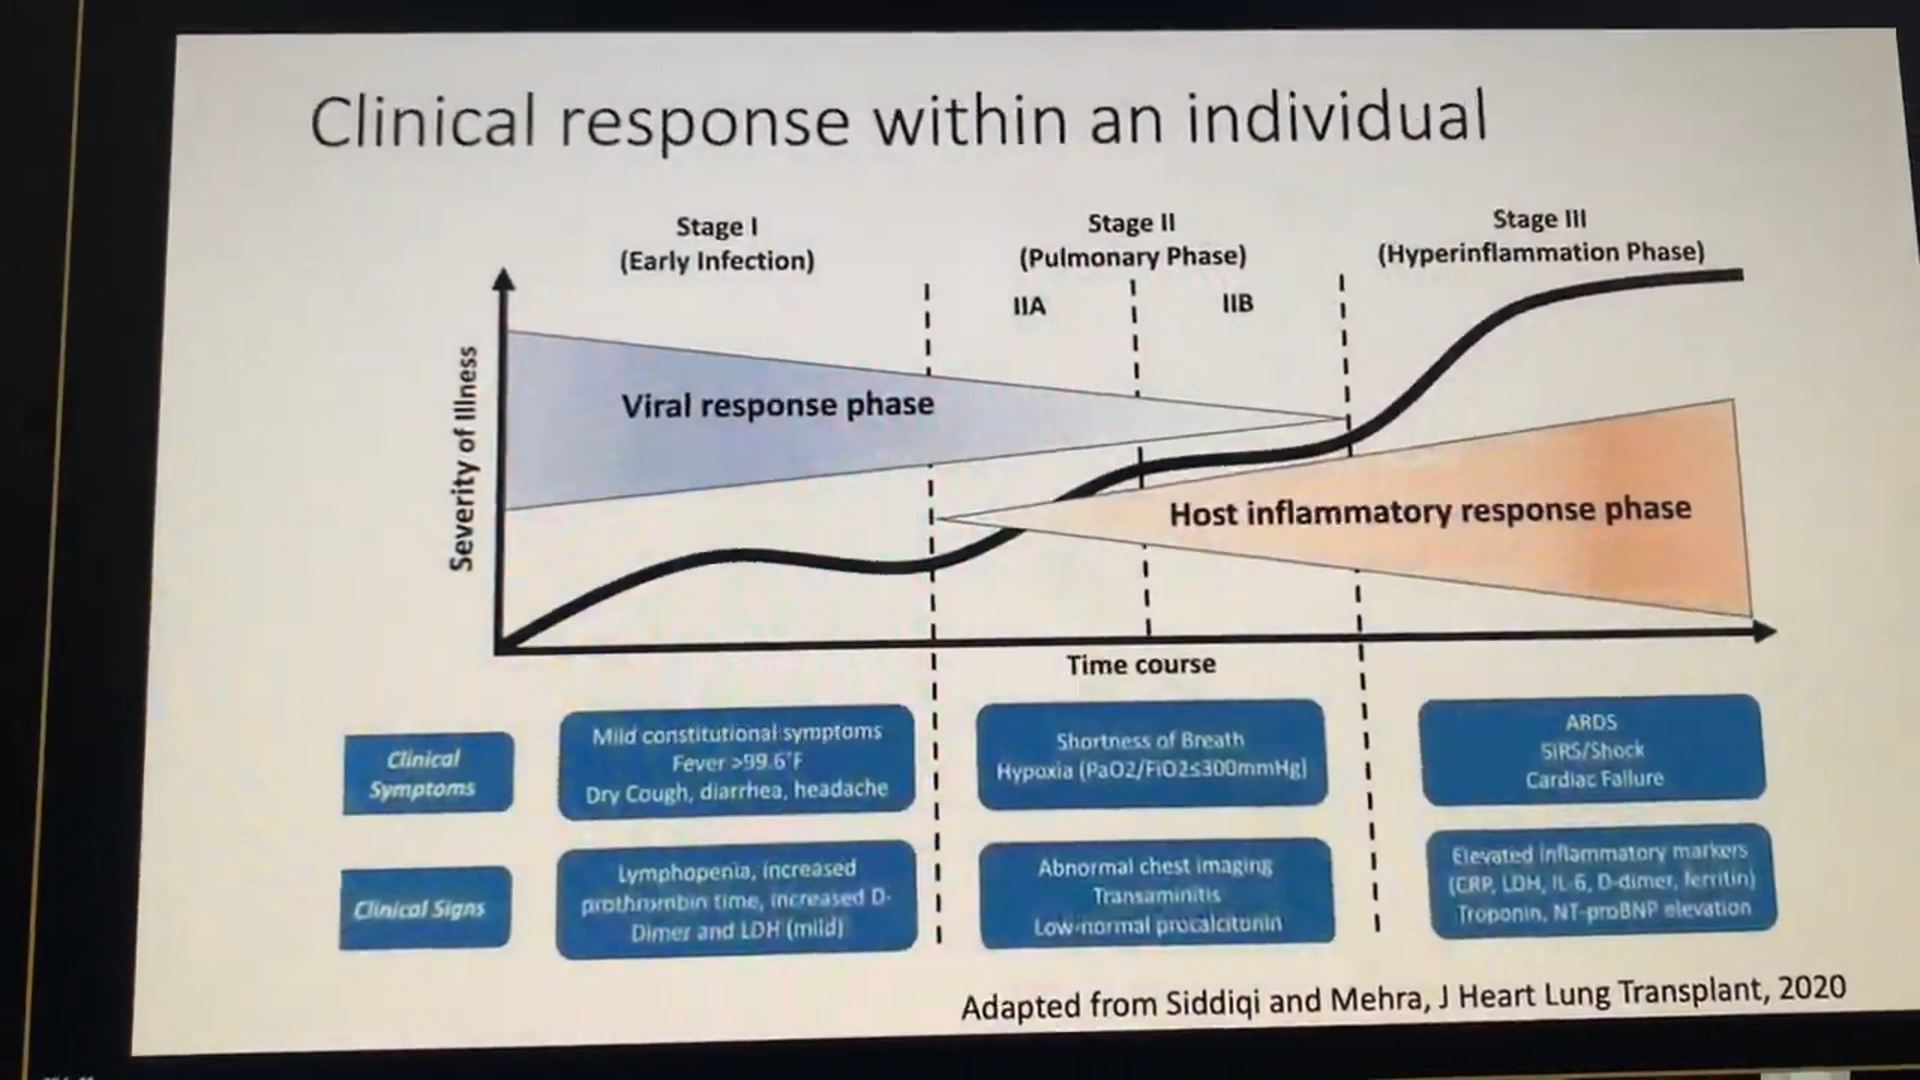 Clinical response within an individual
Stage I
(Early Infection)
Stage II
(Pulmonary Phase)
Stage III
(Hyperinflammation Phase)
IIA
IIB
Severity of Illness
Viral response phase
Host inflammatory response phase
Time course
Clinical
Symptoms
Mild constitutional symptoms
Fever >99.6°F
Dry Cough, diarrhea, headache
Shortness of Breath
Hypoxia (PaO2/FiO2≤300mmHg)
ARDS
SIRS/Shock
Cardiac Failure
Clinical Signs
Lymphopenia, increased
prothrombin time, increased D-
Dimer and LDH (mild)
Abnormal chest imaging
Transaminitis
Low-normal procalcitonin
Elevated inflammatory markers
(CRP, LDH, IL-6, D-dimer, ferritin)
Troponin, NT-proBNP elevation
Adapted from Siddiqi and Mehra, J Heart Lung Transplant, 2020